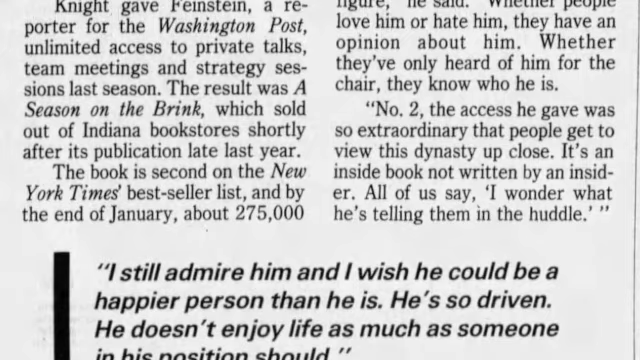 Knight gave Feinstein, a re-
porter for the Washington Post,
unlimited access to private talks,
team meetings and strategy ses-
sions last season. The result was A
Season on the Brink, which sold
out of Indiana bookstores shortly
after its publication late last year.
The book is second on the New
York Times' best-seller list, and by
the end of January, about 275,000
figure," he said. "Whether people
love him or hate him, they have an
opinion about him. Whether
they've only heard of him for the
chair, they know who he is.
"No. 2, the access he gave was
so extraordinary that people get to
view this dynasty up close. It's an
inside book not written by an insid-
er. All of us say, 'I wonder what
he's telling them in the huddle.' "
"I still admire him and I wish he could be a
happier person than he is. He's so driven.
He doesn't enjoy life as much as someone
in his position should."